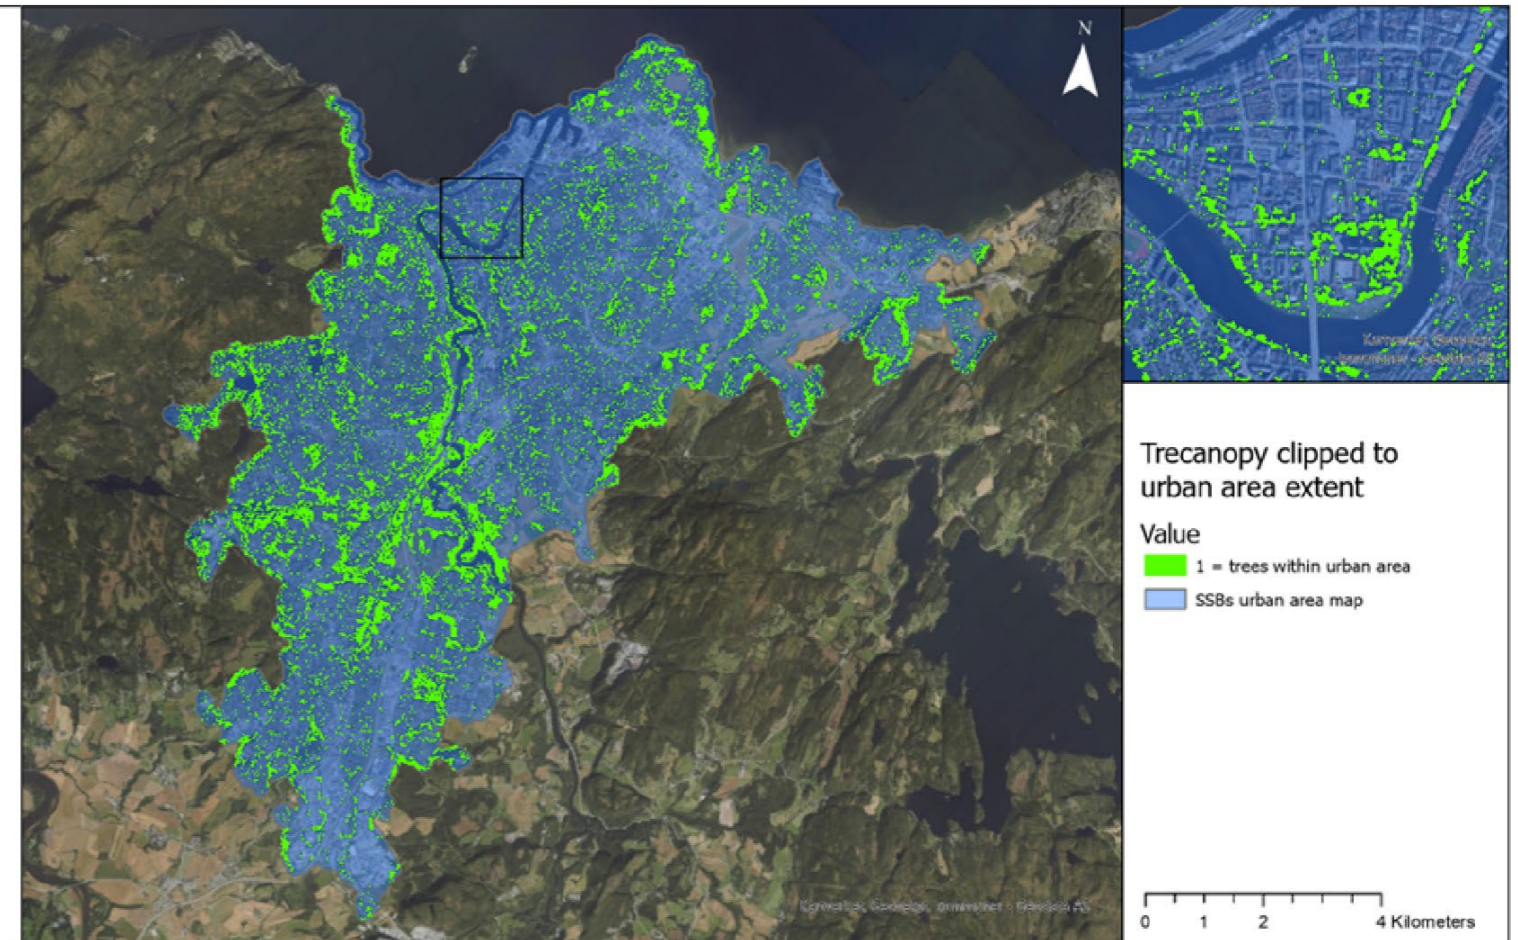 N
Trecanopy clipped to
urban area extent
Value
1 = trees within urban area
SSBs urban area map
0 1 2 4 Kilometers